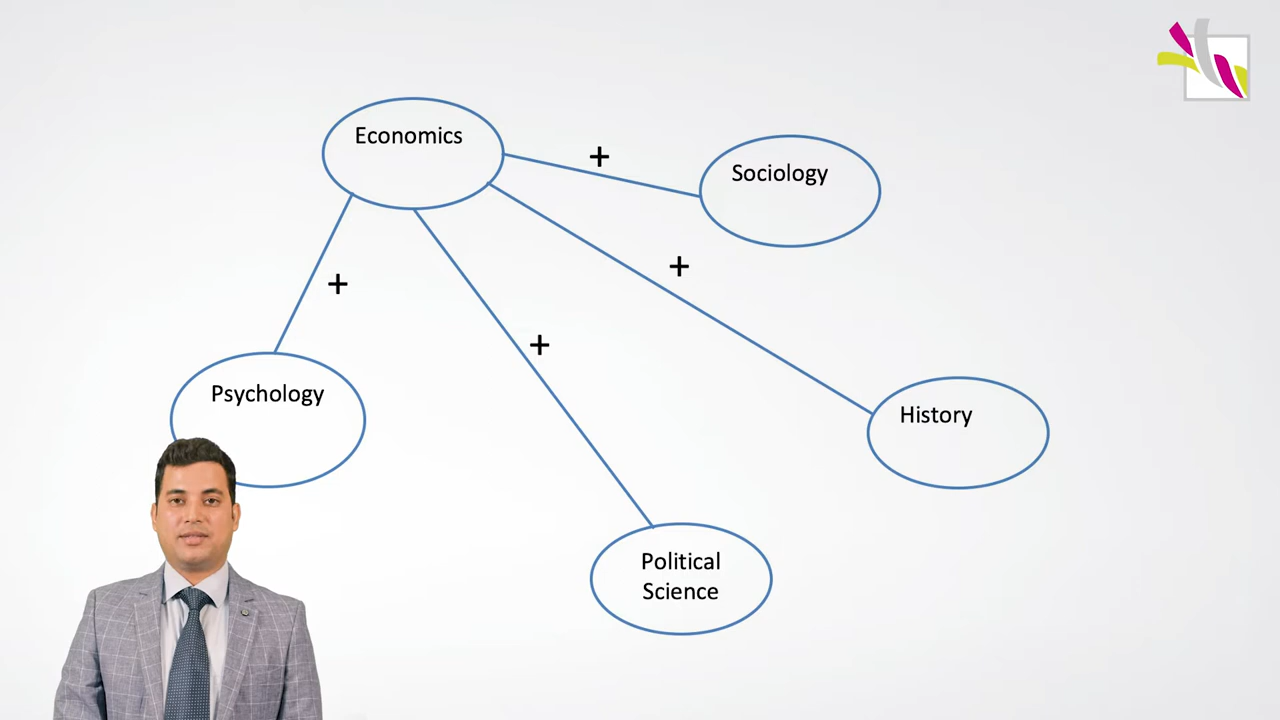 Economics
+
Sociology
+
+
+
Psychology
History
Political
Science